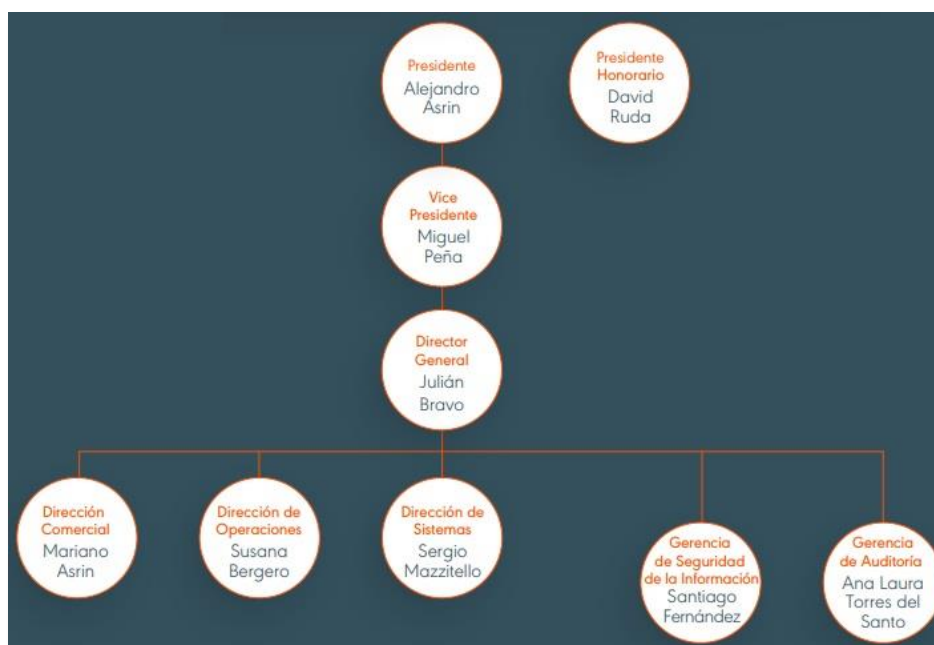 Presidente
Alejandro
Asrin
Presidente
Honorario
David
Ruda
Vice
Presidente
Miguel
Peña
Director
General
Julián
Bravo
Dirección
Comercial
Mariano
Asrin
Dirección de
Operaciones
Susana
Bergero
Dirección de
Sistemas
Sergio
Mazzitello
Gerencia
de Seguridad
de la Información
Santiago
Fernández
Gerencia
de Auditoría
Ana Laura
Torres del
Santo